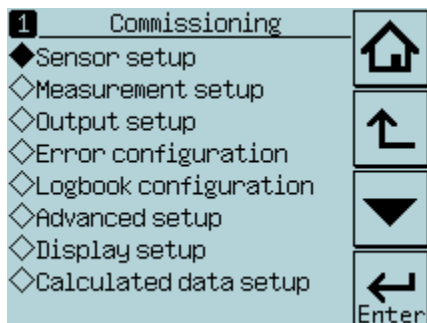 1 Commissioning
Sensor setup
Measurement setup
Output setup
Error configuration
Logbook configuration
Advanced setup
Display setup
Calculated data setup
Enter